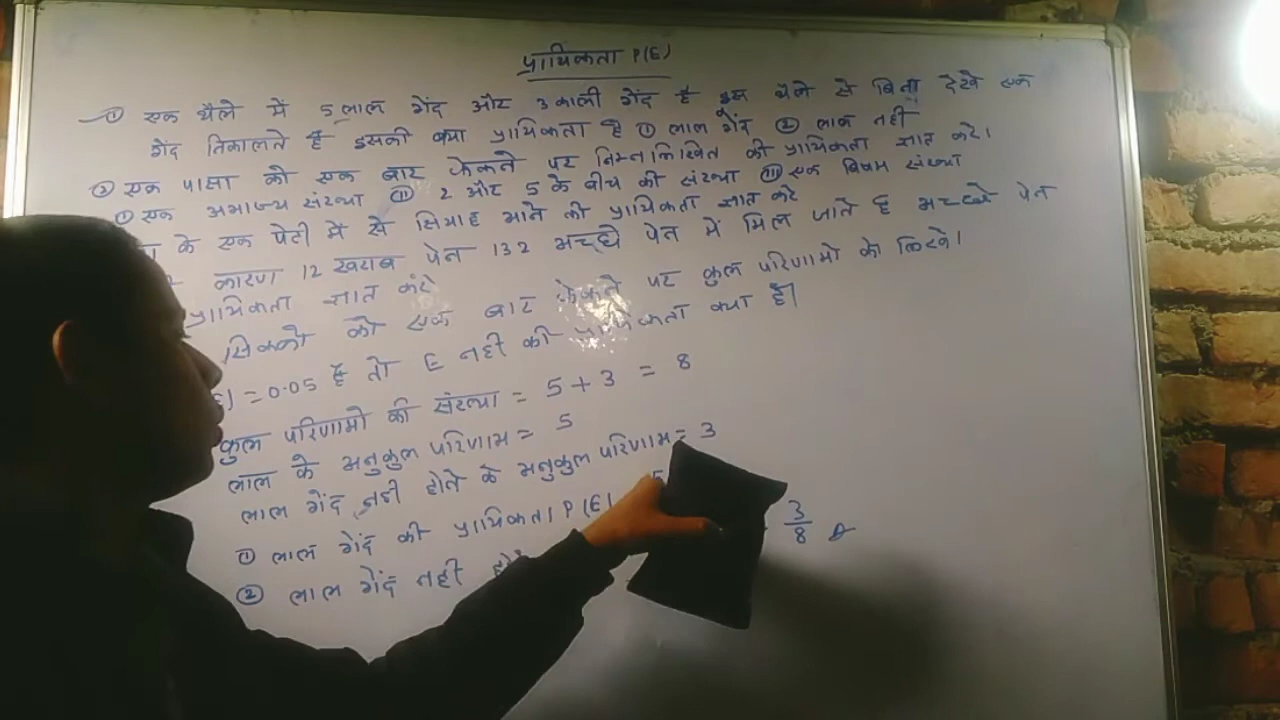 प्रायिकता P(E)
① एक थैले में 5 लाल गेंद और 3 काली गेंद है इस थैले से बिना देखे एक
गेंद निकालते हैं इसकी क्या प्रायिकता है ① लाल गेंद ② लाल नहीं
② एक पासा को एक बार फेकने पर निम्नलिखित की प्रायिकता ज्ञात करे।
① एक अभाज्य संख्या ⑪ 2 और 5 के बीच की संख्या ⑪ एक विषम संख्या
के एक पेटी में से सियाह आने की प्रायिकता ज्ञात करे
कारण 12 खराब पेन 132 अच्छे पेन में मिल जाते है अच्छे पेन
प्रायिकता ज्ञात करे
सिक्को को एक बार फेकने पर कुल परिणामो को लिखे।
) = 0.05 है तो E नही की प्रायिकता क्या है।
कुल परिणामो की संख्या = 5 + 3 = 8
लाल के अनुकुल परिणाम = 5
लाल गेंद नही होने के अनुकुल परिणाम = 3
① लाल गेंद की प्रायिकता P(E)
② लाल गेंद नही 3/8